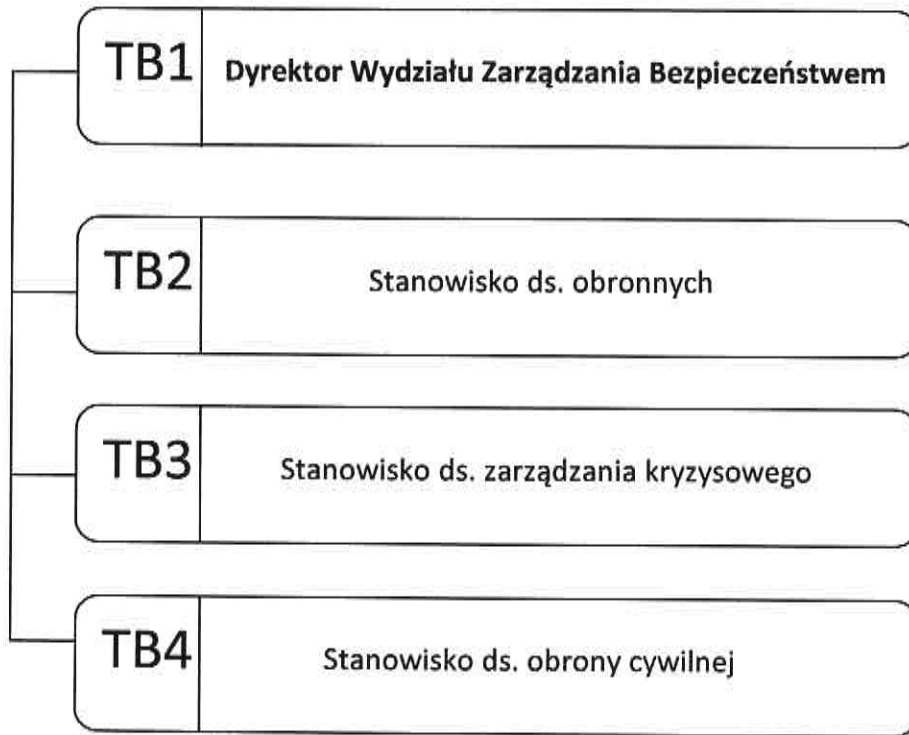 TB1 Dyrektor Wydziału Zarządzania Bezpieczeństwem
TB2 Stanowisko ds. obronnych
TB3 Stanowisko ds. zarządzania kryzysowego
TB4 Stanowisko ds. obrony cywilnej